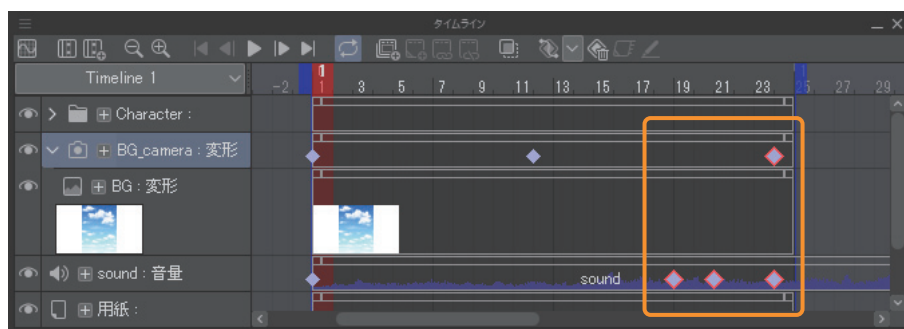 タイムライン
Timeline 1
-2 1 3 5 7 9 11 13 15 17 19 21 23 25 27 29
Character :
BG_camera : 変形
BG : 変形
sound : 音量
sound
用紙 :